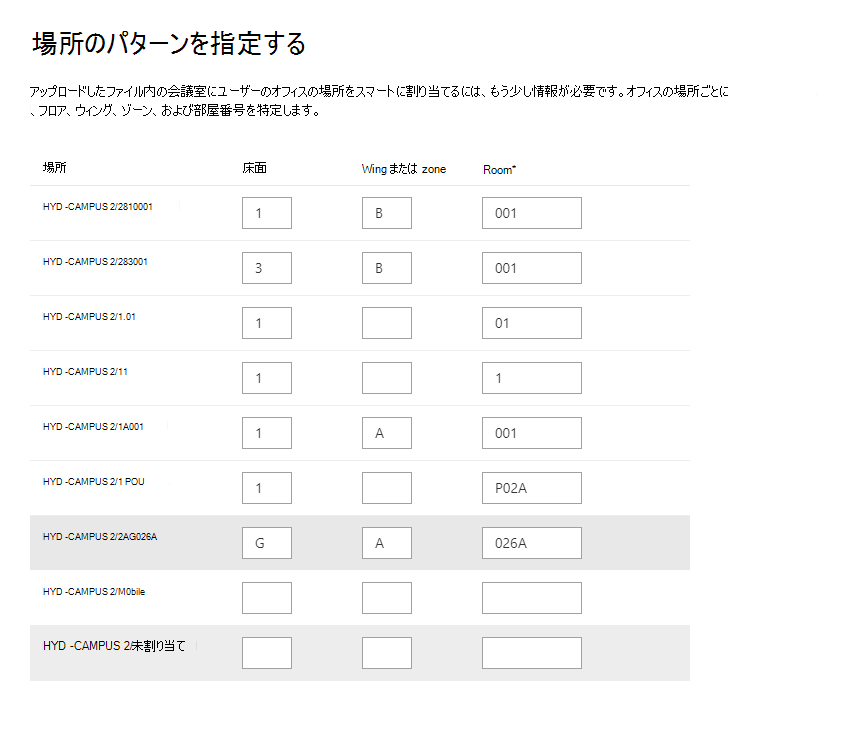 場所のパターンを指定する
アップロードしたファイル内の会議室にユーザーのオフィスの場所をスマートに割り当てるには、もう少し情報が必要です。オフィスの場所ごとに
、フロア、ウィング、ゾーン、および部屋番号を特定します。
場所 床面 Wing または zone Room*
HYD -CAMPUS 2/2810001 1 B 001
HYD -CAMPUS 2/283001 3 B 001
HYD -CAMPUS 2/1.01 1 01
HYD -CAMPUS 2/11 1 1
HYD -CAMPUS 2/1A001 1 A 001
HYD -CAMPUS 2/1 POU 1 P02A
HYD -CAMPUS 2/2AG026A G A 026A
HYD -CAMPUS 2/M0bile
HYD -CAMPUS 2/未割り当て